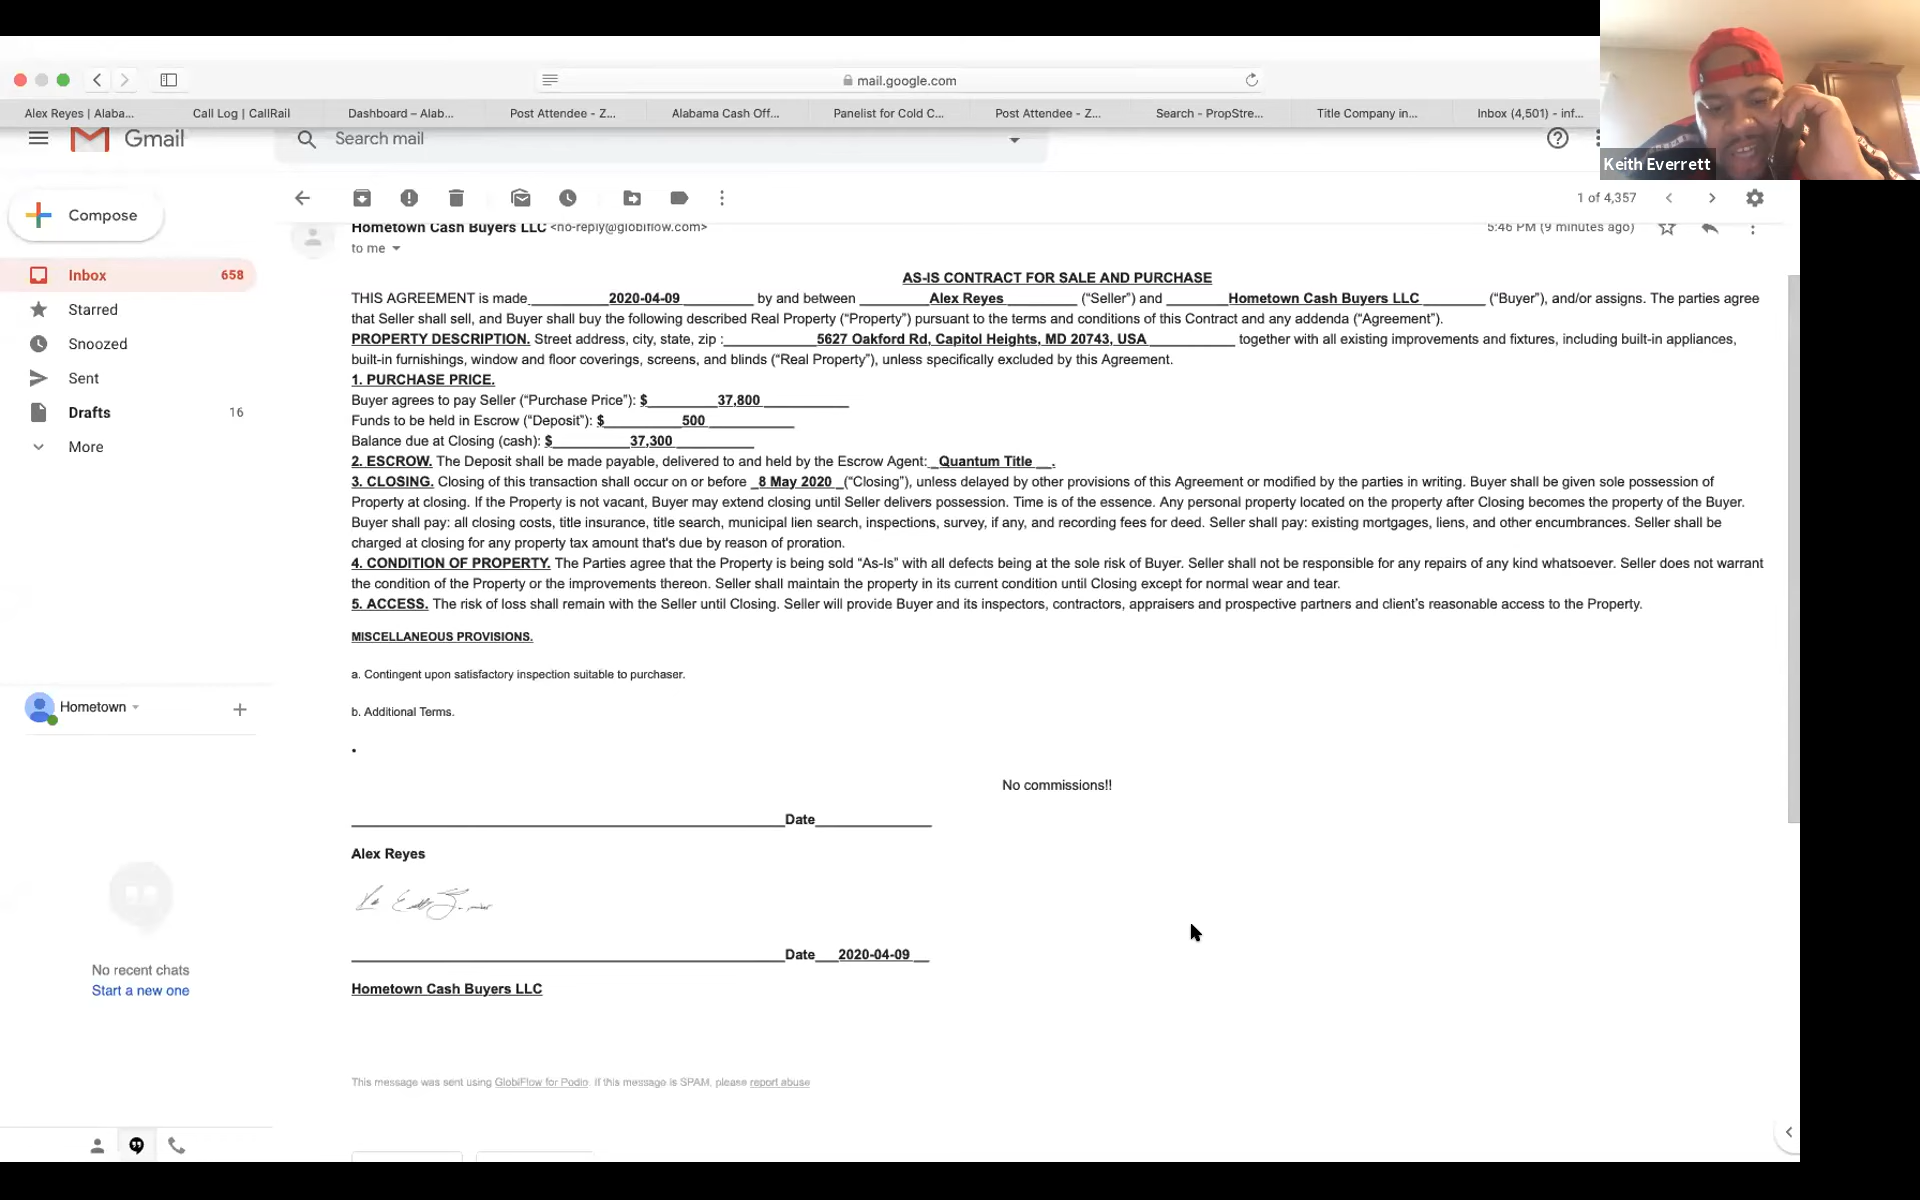 mail.google.com
Alex Reyes | Alaba...
Call Log | CallRail
Dashboard – Alab...
Post Attendee - Z...
Alabama Cash Off...
Panelist for Cold C...
Post Attendee - Z...
Search - PropStre...
Title Company in...
Inbox (4,501) - inf...
Keith Everrett
Gmail
Search mail
Compose
1 of 4,357
Inbox 658
Starred
Snoozed
Sent
Drafts 16
More
Hometown
No recent chats
Start a new one
Hometown Cash Buyers LLC <no-reply@globiflow.com>
5:46 PM (9 minutes ago)
to me
AS-IS CONTRACT FOR SALE AND PURCHASE
THIS AGREEMENT is made 2020-04-09 by and between Alex Reyes (“Seller”) and Hometown Cash Buyers LLC (“Buyer”), and/or assigns. The parties agree
that Seller shall sell, and Buyer shall buy the following described Real Property (“Property”) pursuant to the terms and conditions of this Contract and any addenda (“Agreement”).
PROPERTY DESCRIPTION. Street address, city, state, zip : 5627 Oakford Rd, Capitol Heights, MD 20743, USA together with all existing improvements and fixtures, including built-in appliances,
built-in furnishings, window and floor coverings, screens, and blinds (“Real Property”), unless specifically excluded by this Agreement.
1. PURCHASE PRICE.
Buyer agrees to pay Seller (“Purchase Price”): $ 37,800
Funds to be held in Escrow (“Deposit”): $ 500
Balance due at Closing (cash): $ 37,300
2. ESCROW. The Deposit shall be made payable, delivered to and held by the Escrow Agent: Quantum Title .
3. CLOSING. Closing of this transaction shall occur on or before 8 May 2020 (“Closing”), unless delayed by other provisions of this Agreement or modified by the parties in writing. Buyer shall be given sole possession of
Property at closing. If the Property is not vacant, Buyer may extend closing until Seller delivers possession. Time is of the essence. Any personal property located on the property after Closing becomes the property of the Buyer.
Buyer shall pay: all closing costs, title insurance, title search, municipal lien search, inspections, survey, if any, and recording fees for deed. Seller shall pay: existing mortgages, liens, and other encumbrances. Seller shall be
charged at closing for any property tax amount that's due by reason of proration.
4. CONDITION OF PROPERTY. The Parties agree that the Property is being sold “As-Is” with all defects being at the sole risk of Buyer. Seller shall not be responsible for any repairs of any kind whatsoever. Seller does not warrant
the condition of the Property or the improvements thereon. Seller shall maintain the property in its current condition until Closing except for normal wear and tear.
5. ACCESS. The risk of loss shall remain with the Seller until Closing. Seller will provide Buyer and its inspectors, contractors, appraisers and prospective partners and client’s reasonable access to the Property.
MISCELLANEOUS PROVISIONS.
a. Contingent upon satisfactory inspection suitable to purchaser.
b. Additional Terms.
No commissions!!
Date
Alex Reyes
Date 2020-04-09
Hometown Cash Buyers LLC
This message was sent using GlobiFlow for Podio. If this message is SPAM, please report abuse